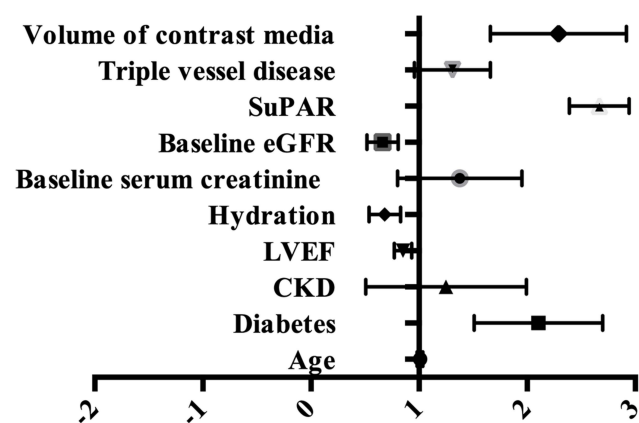 Volume of contrast media
Triple vessel disease
SuPAR
Baseline eGFR
Baseline serum creatinine
Hydration
LVEF
CKD
Diabetes
Age
-2 -1 0 1 2 3